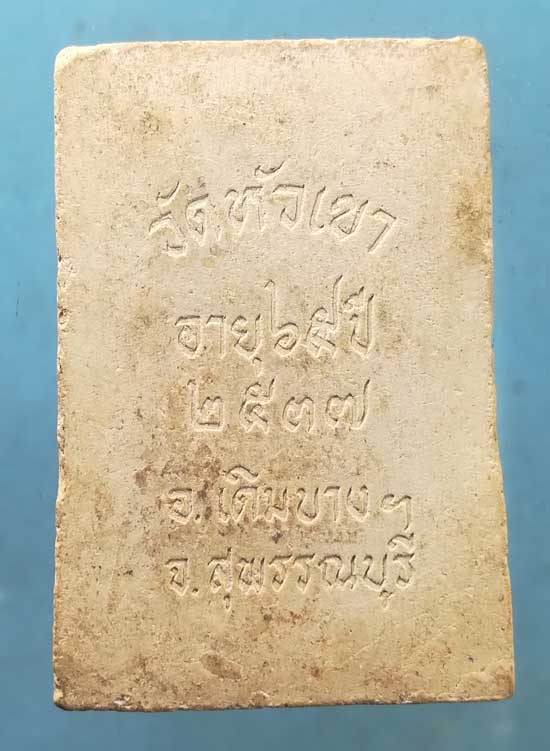 วัดหัวเขา
อายุ๖๙ปี
๒๕๓๗
อ.เดิมบางฯ
จ.สุพรรณบุรี